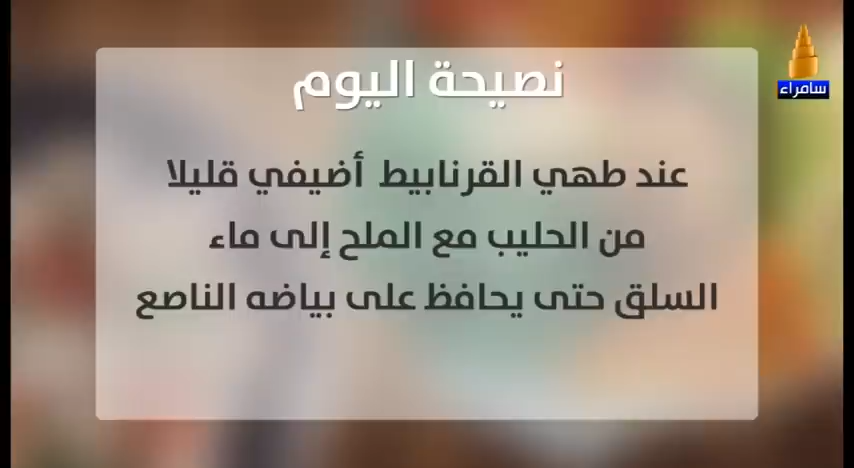 نصيحة اليوم
سامراء
عند طهي القرنابيط أضيفي قليلا
من الحليب مع الملح إلى ماء
السلق حتى يحافظ على بياضه الناصع